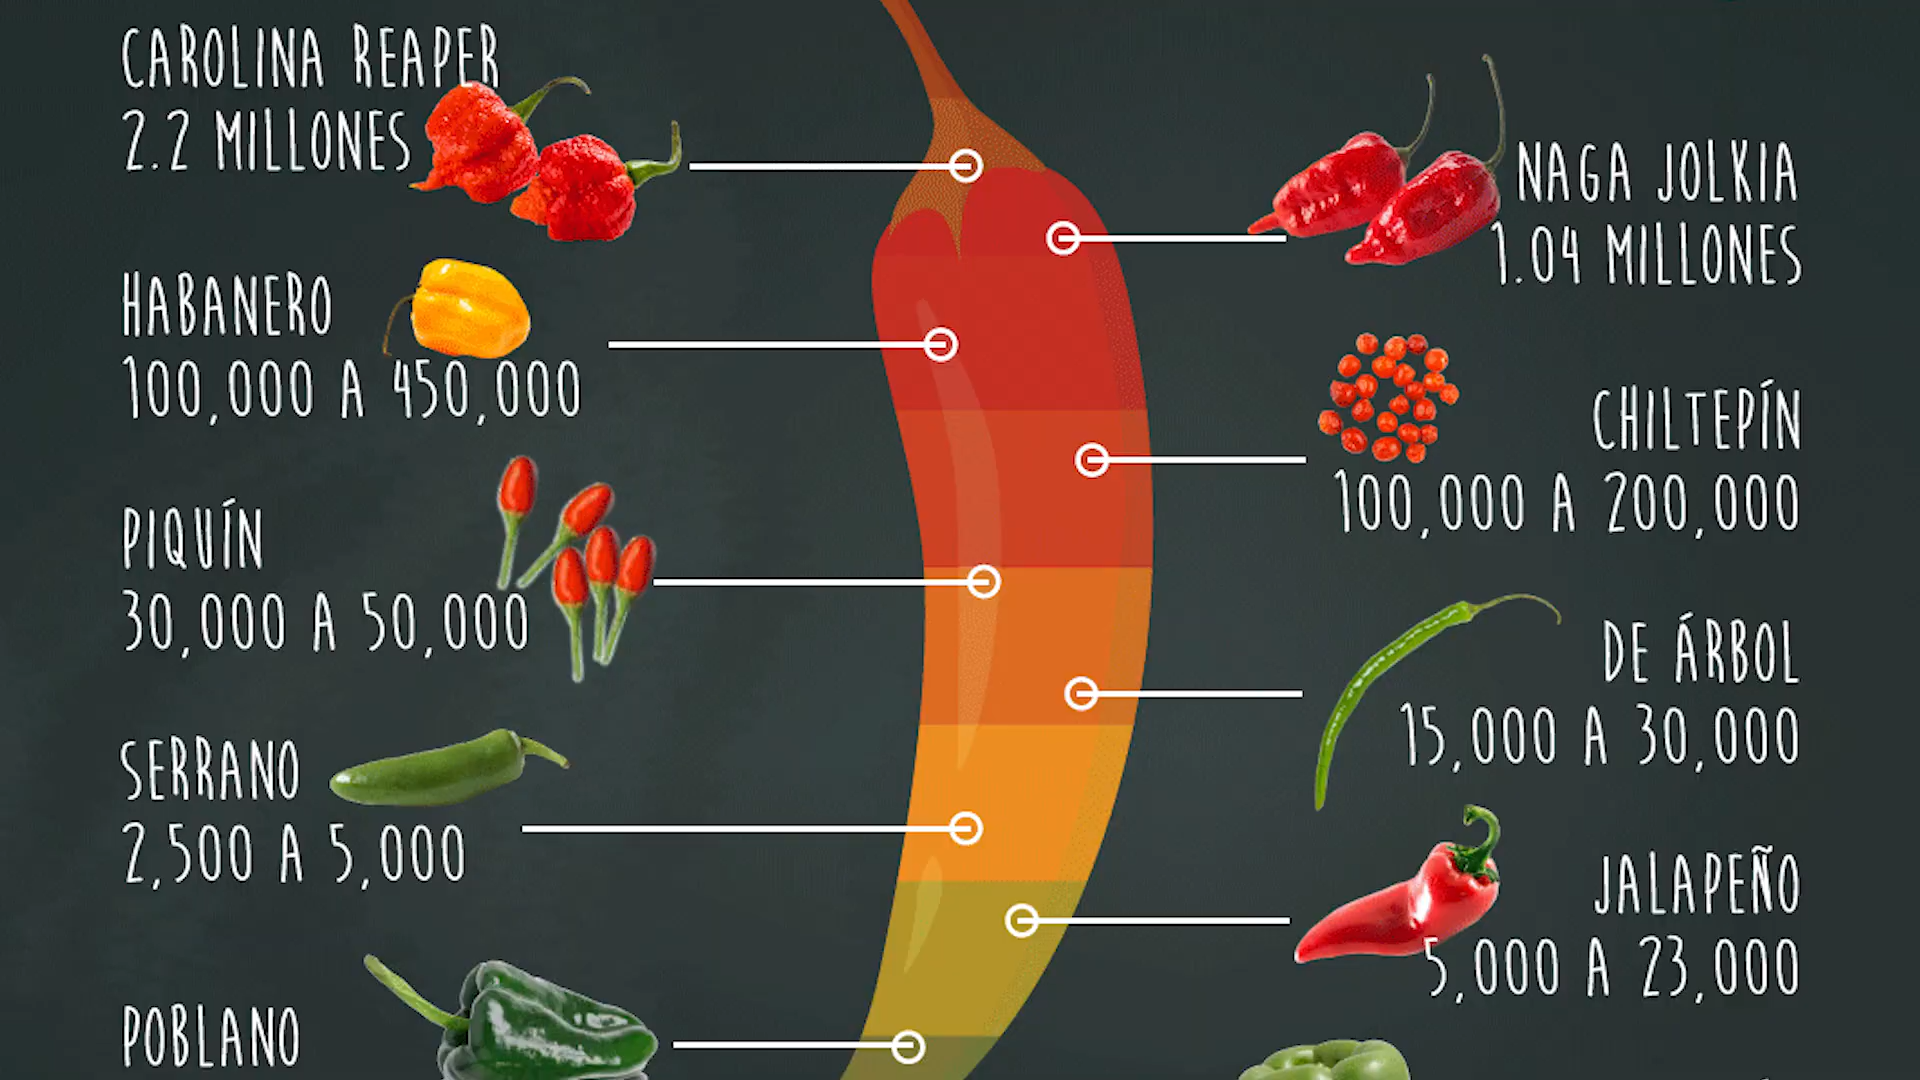 CAROLINA REAPER
2.2 MILLONES
NAGA JOLKIA
1.04 MILLONES
HABANERO
100,000 A 450,000
CHILTEPÍN
100,000 A 200,000
PIQUÍN
30,000 A 50,000
DE ÁRBOL
15,000 A 30,000
SERRANO
2,500 A 5,000
JALAPEÑO
5,000 A 23,000
POBLANO